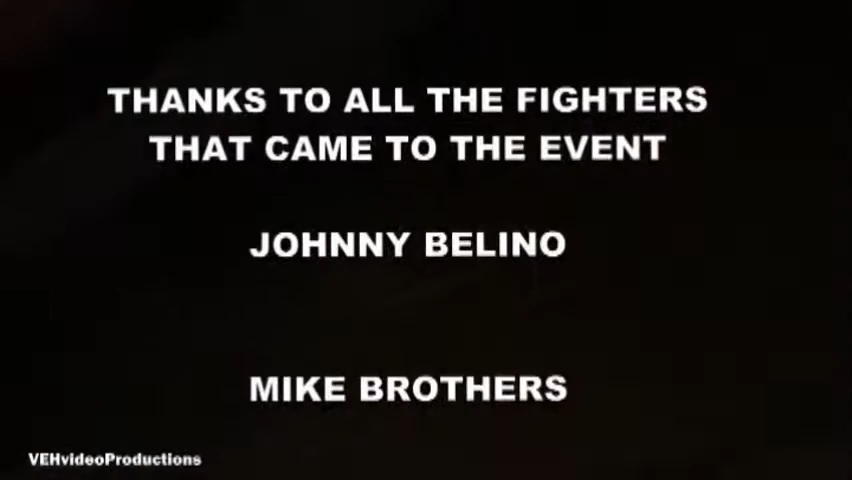 THANKS TO ALL THE FIGHTERS
THAT CAME TO THE EVENT
JOHNNY BELINO
MIKE BROTHERS
VEHvideoProductions